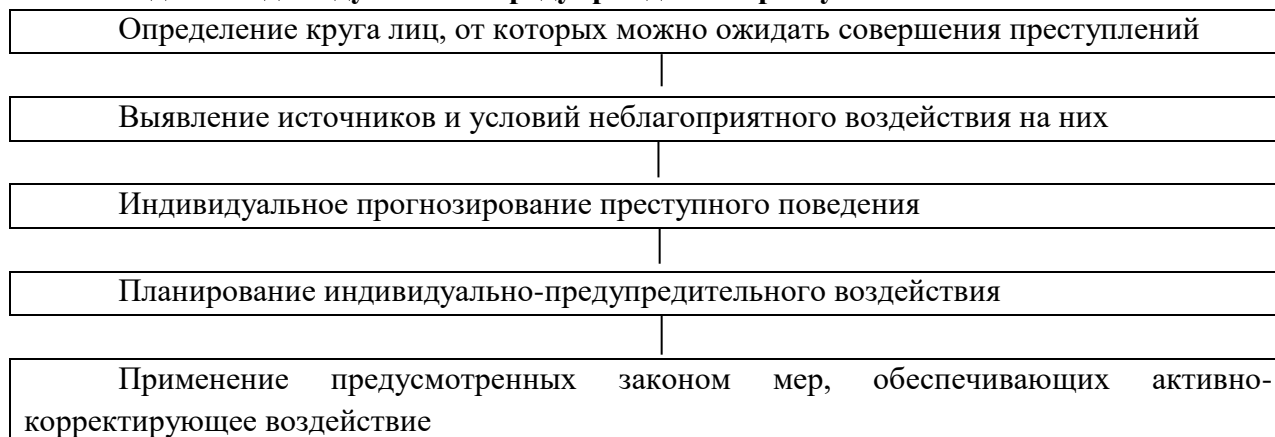 Определение круга лиц, от которых можно ожидать совершения преступлений
Выявление источников и условий неблагоприятного воздействия на них
Индивидуальное прогнозирование преступного поведения
Планирование индивидуально-предупредительного воздействия
Применение предусмотренных законом мер, обеспечивающих активно-
корректирующее воздействие